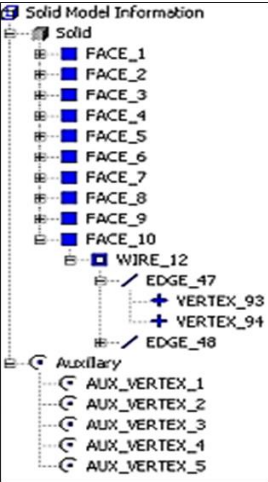 Solid Model Information
Solid
FACE_1
FACE_2
FACE_3
FACE_4
FACE_5
FACE_6
FACE_7
FACE_8
FACE_9
FACE_10
WIRE_12
EDGE_47
VERTEX_93
VERTEX_94
EDGE_48
Auxilary
AUX_VERTEX_1
AUX_VERTEX_2
AUX_VERTEX_3
AUX_VERTEX_4
AUX_VERTEX_5